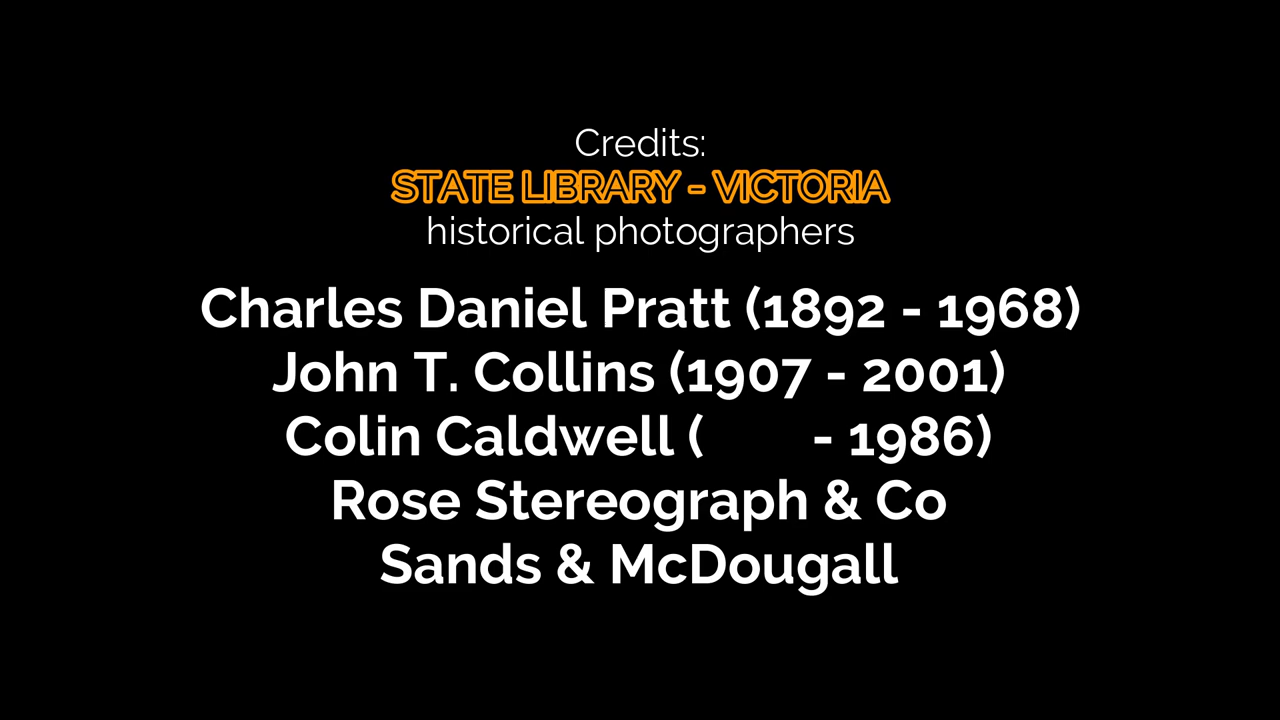 Credits:
STATE LIBRARY - VICTORIA
historical photographers
Charles Daniel Pratt (1892 - 1968)
John T. Collins (1907 - 2001)
Colin Caldwell (        - 1986)
Rose Stereograph & Co
Sands & McDougall